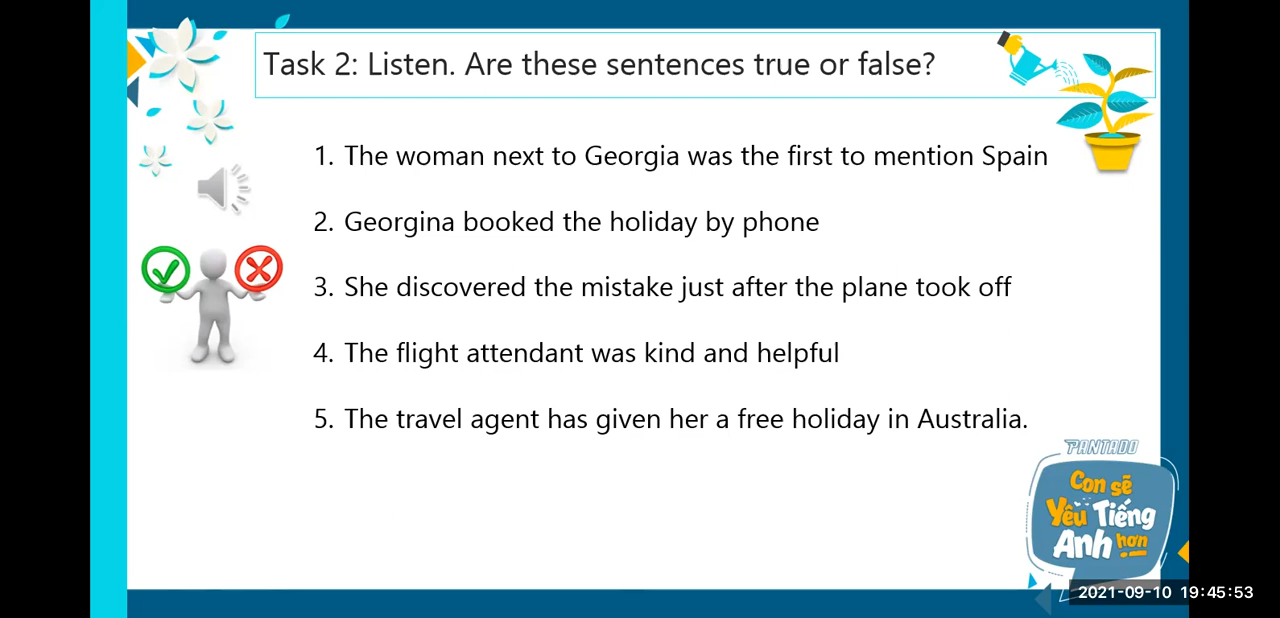 Task 2: Listen. Are these sentences true or false?
1. The woman next to Georgia was the first to mention Spain
2. Georgina booked the holiday by phone
3. She discovered the mistake just after the plane took off
4. The flight attendant was kind and helpful
5. The travel agent has given her a free holiday in Australia.
PANTADO
Con sẽ
Yêu Tiếng
Anh hơn
2021-09-10 19:45:53